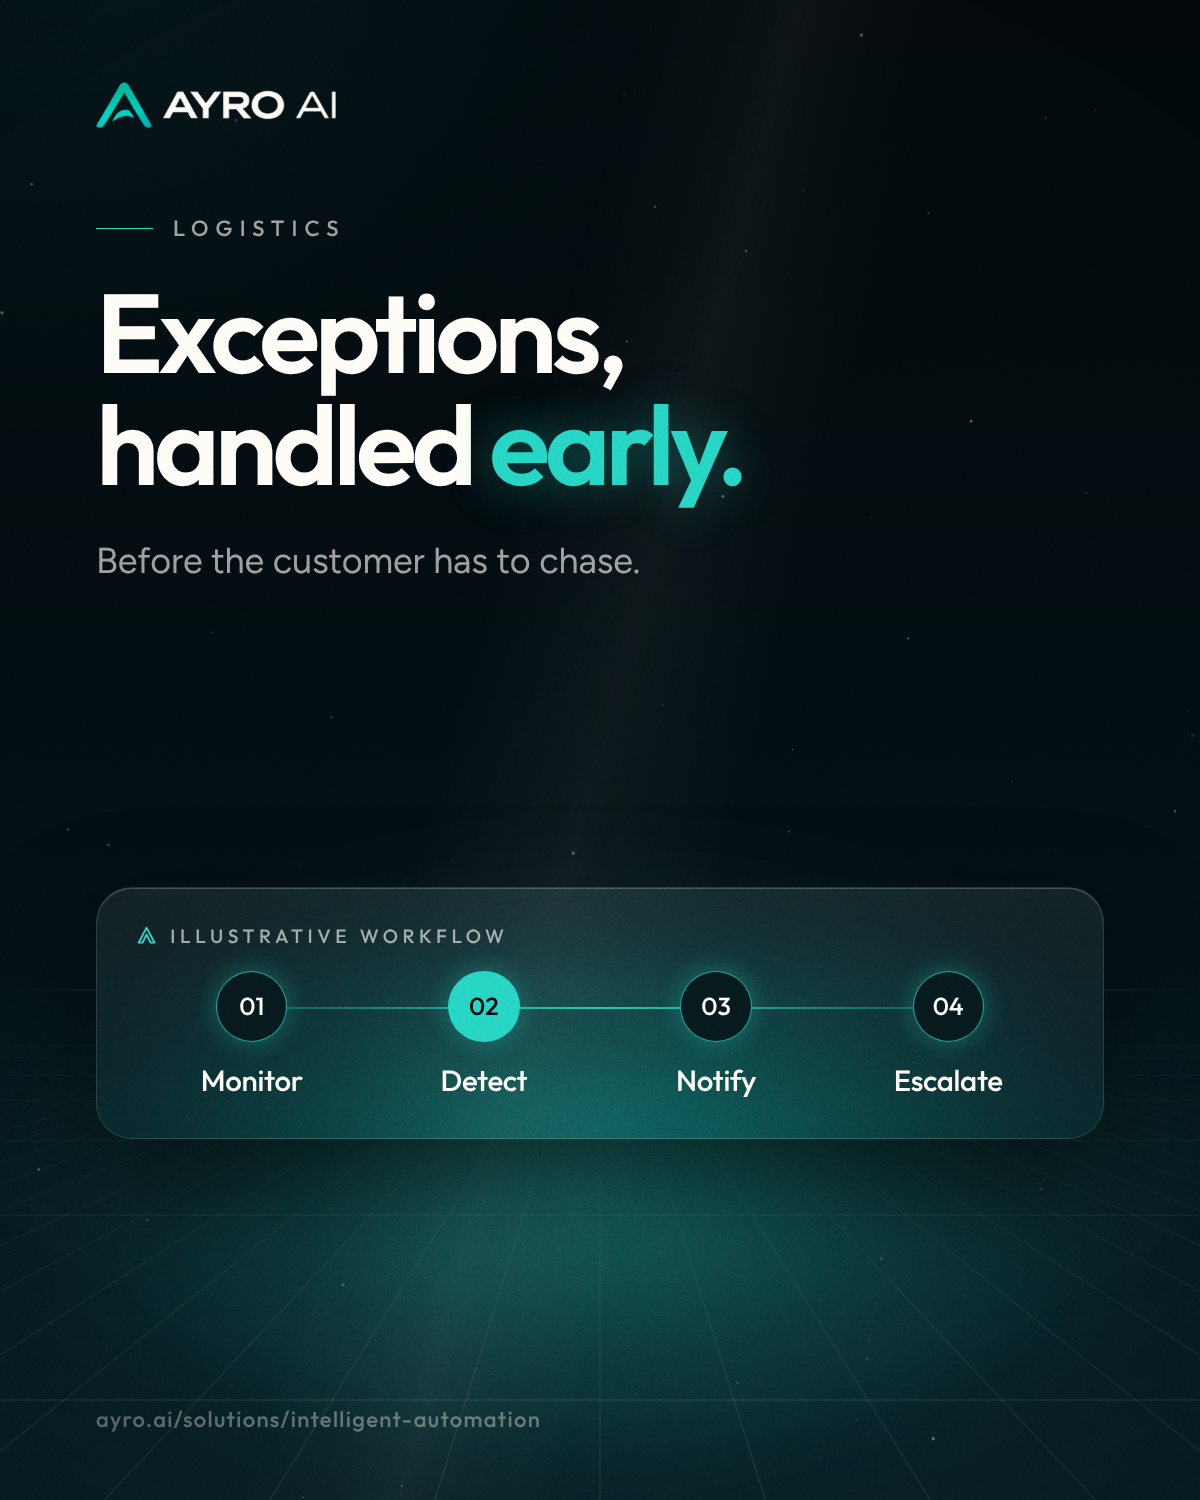 AYRO AI
LOGISTICS
Exceptions,
handled early.
Before the customer has to chase.
ILLUSTRATIVE WORKFLOW
01 02 03 04
Monitor Detect Notify Escalate
ayro.ai/solutions/intelligent-automation